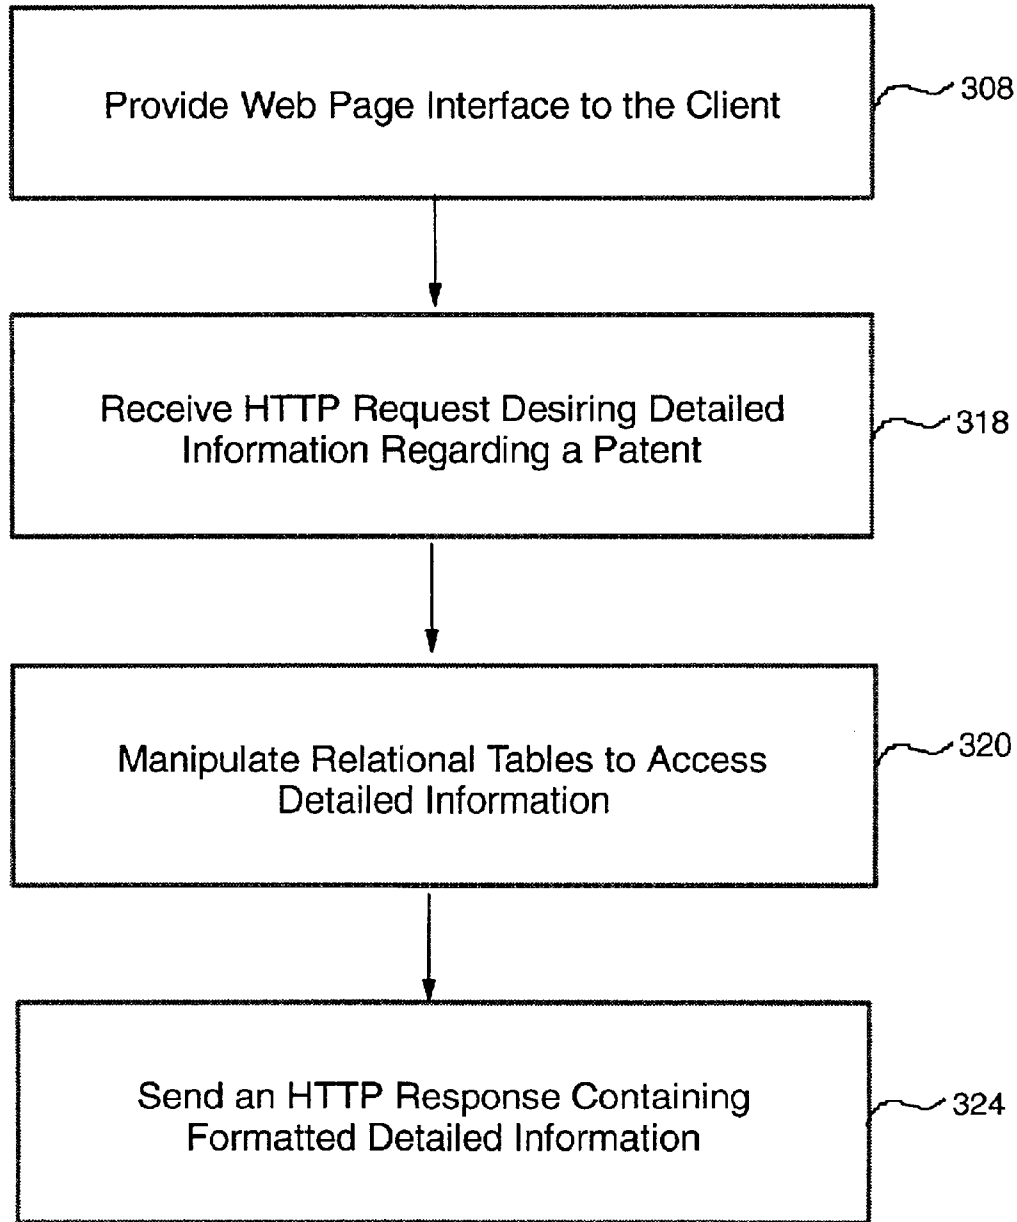 Provide Web Page Interface to the Client
308
Receive HTTP Request Desiring Detailed
Information Regarding a Patent
318
Manipulate Relational Tables to Access
Detailed Information
320
Send an HTTP Response Containing
Formatted Detailed Information
324